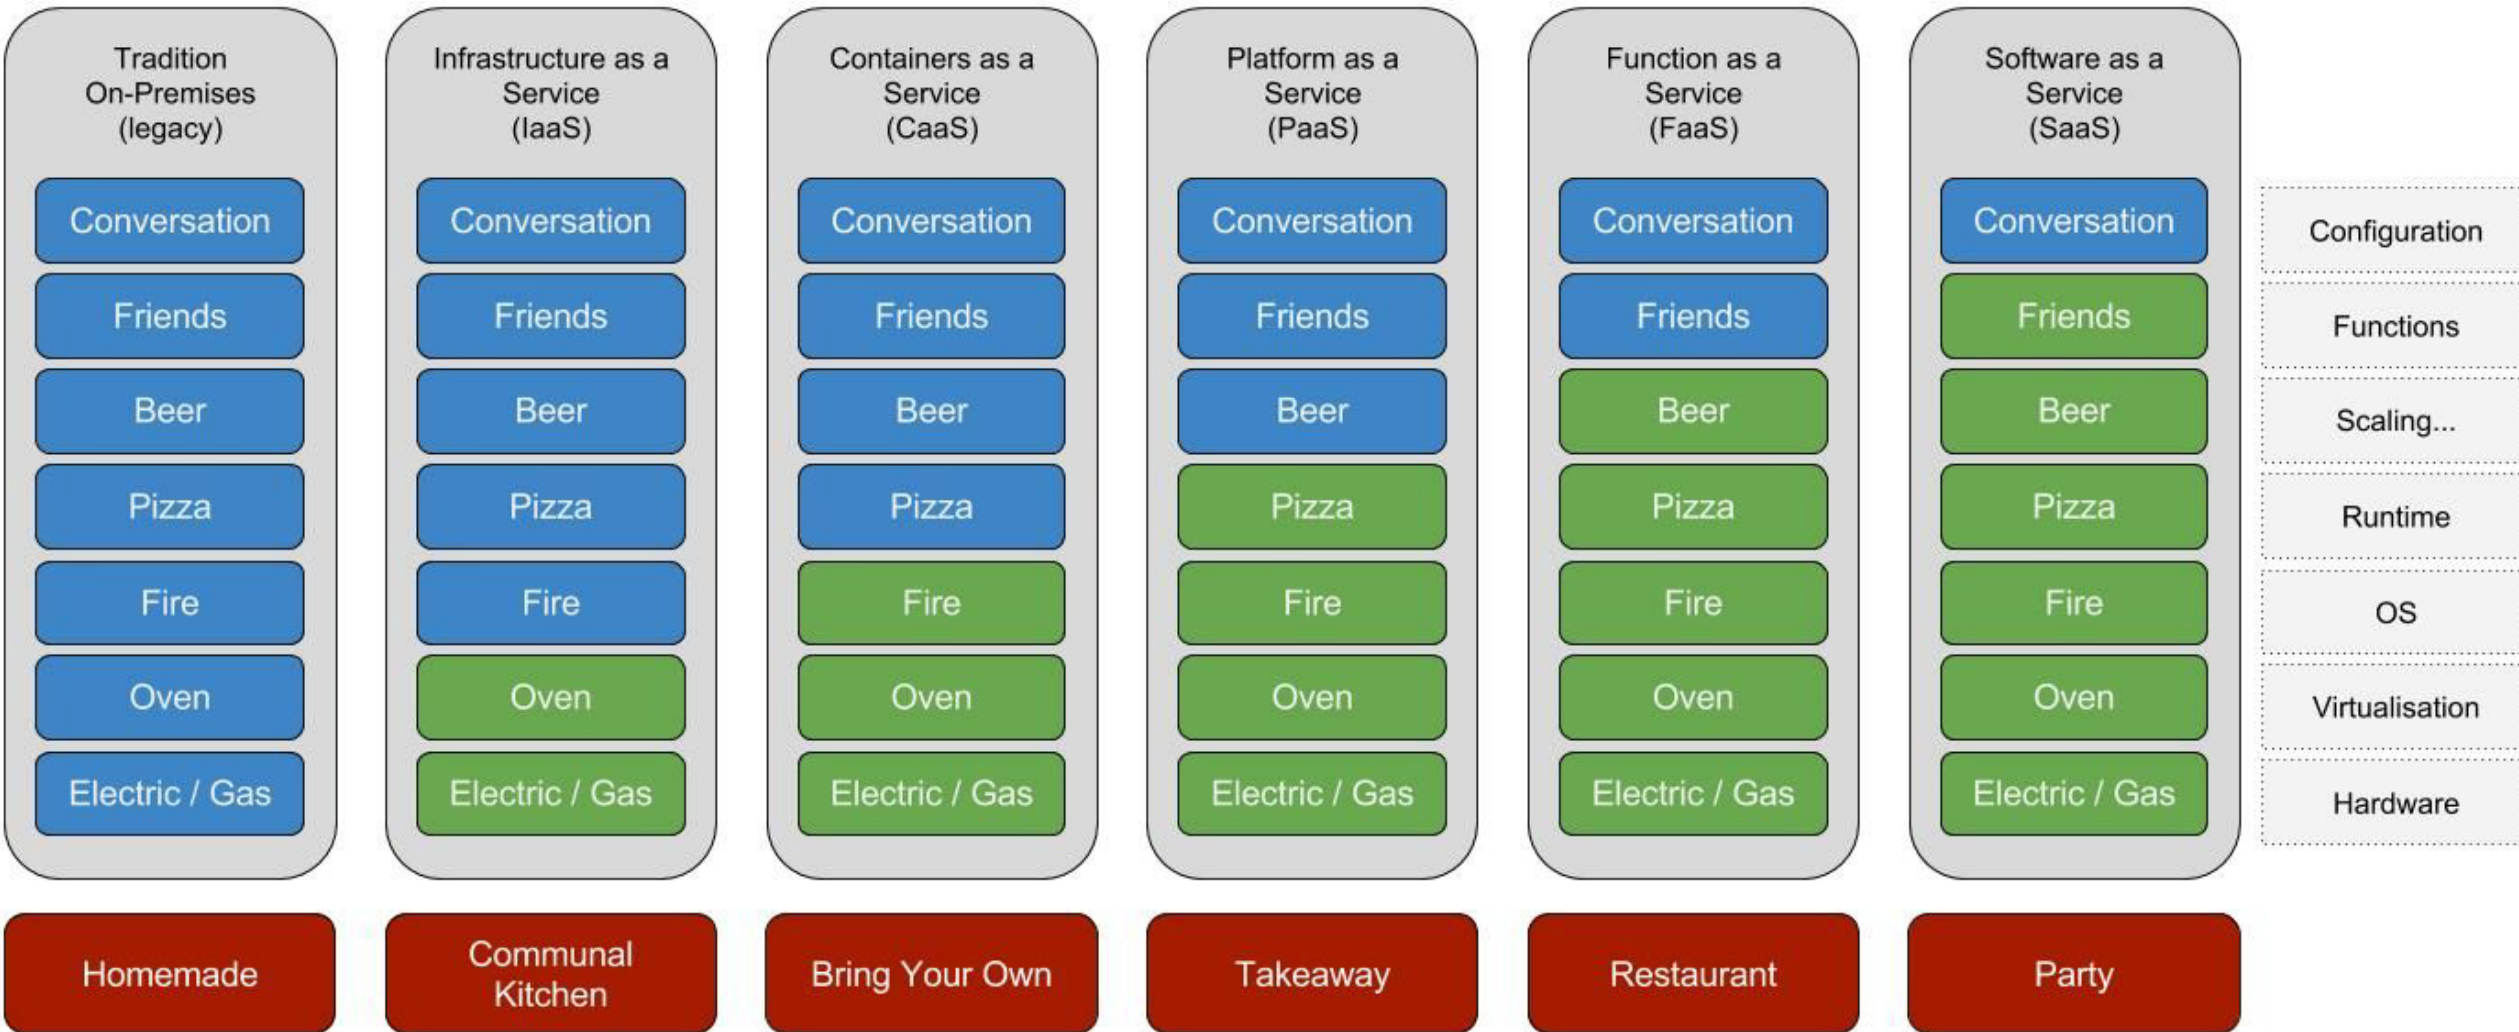 Tradition
On-Premises
(legacy)
Conversation
Friends
Beer
Pizza
Fire
Oven
Electric / Gas
Homemade
Infrastructure as a
Service
(IaaS)
Conversation
Friends
Beer
Pizza
Fire
Oven
Electric / Gas
Communal
Kitchen
Containers as a
Service
(CaaS)
Conversation
Friends
Beer
Pizza
Fire
Oven
Electric / Gas
Bring Your Own
Platform as a
Service
(PaaS)
Conversation
Friends
Beer
Pizza
Fire
Oven
Electric / Gas
Takeaway
Function as a
Service
(FaaS)
Conversation
Friends
Beer
Pizza
Fire
Oven
Electric / Gas
Restaurant
Software as a
Service
(SaaS)
Conversation
Friends
Beer
Pizza
Fire
Oven
Electric / Gas
Party
Configuration
Functions
Scaling...
Runtime
OS
Virtualisation
Hardware